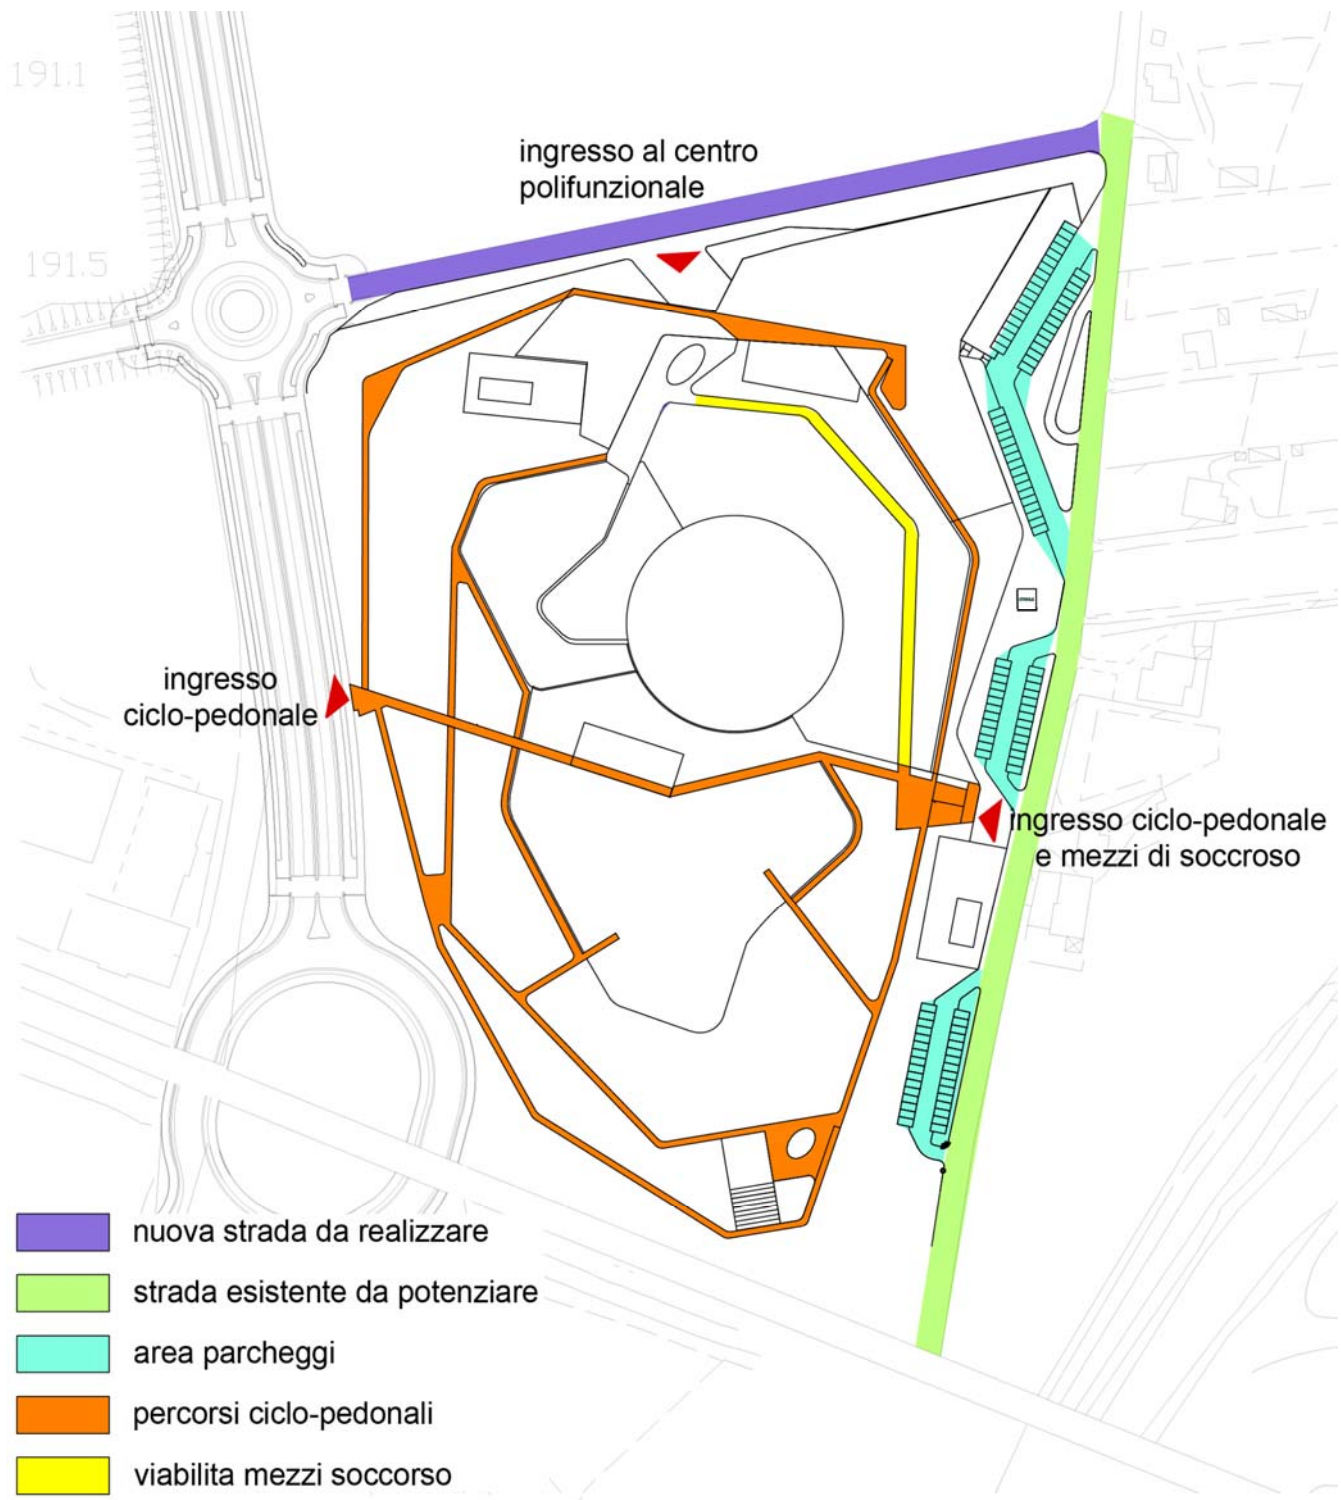 191.1
ingresso al centro
polifunzionale
191.5
ingresso
ciclo-pedonale
ingresso ciclo-pedonale
e mezzi di soccroso
nuova strada da realizzare
strada esistente da potenziare
area parcheggi
percorsi ciclo-pedonali
viabilita mezzi soccorso